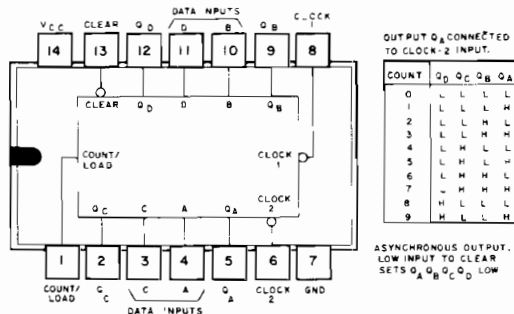 DATA INPUTS
VCC CLEAR QD D B QB CLOCK 1
14 13 12 11 10 9 8
CLEAR QD D B QB
COUNT/
LOAD
CLOCK
1
CLOCK
2
QC C A QA
1 2 3 4 5 6 7
COUNT/
LOAD
QC
C A
QA
CLOCK
2
GND
DATA INPUTS
OUTPUT QA CONNECTED
TO CLOCK-2 INPUT.
COUNT QD QC QB QA
0 L L L L
1 L L L H
2 L L H L
3 L L H H
4 L H L L
5 L H L H
6 L H H L
7 L H H H
8 H L L L
9 H L L H
ASYNCHRONOUS OUTPUT.
LOW INPUT TO CLEAR
SETS QA QB QC QD LOW